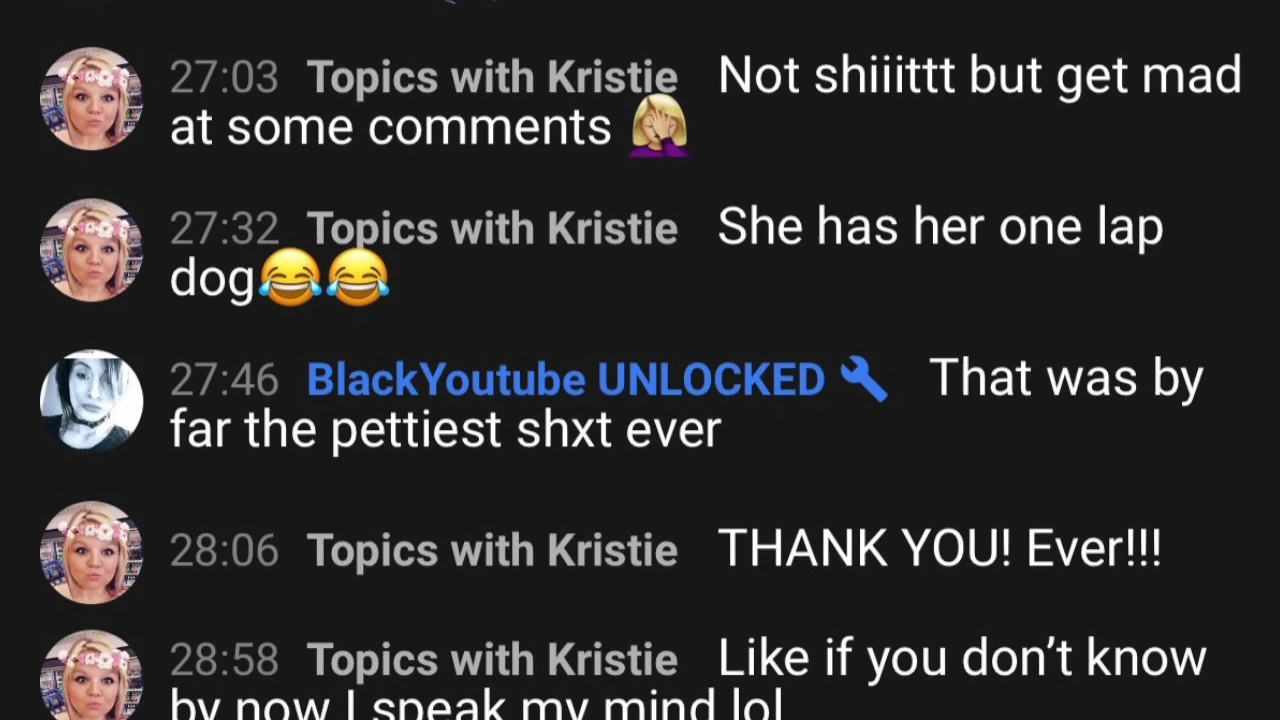 27:03 Topics with Kristie Not shiiittt but get mad
at some comments 🤦🏼‍♀️
27:32 Topics with Kristie She has her one lap
dog😂😂
27:46 BlackYoutube UNLOCKED 🔧 That was by
far the pettiest shxt ever
28:06 Topics with Kristie THANK YOU! Ever!!!
28:58 Topics with Kristie Like if you don’t know
by now I speak my mind lol